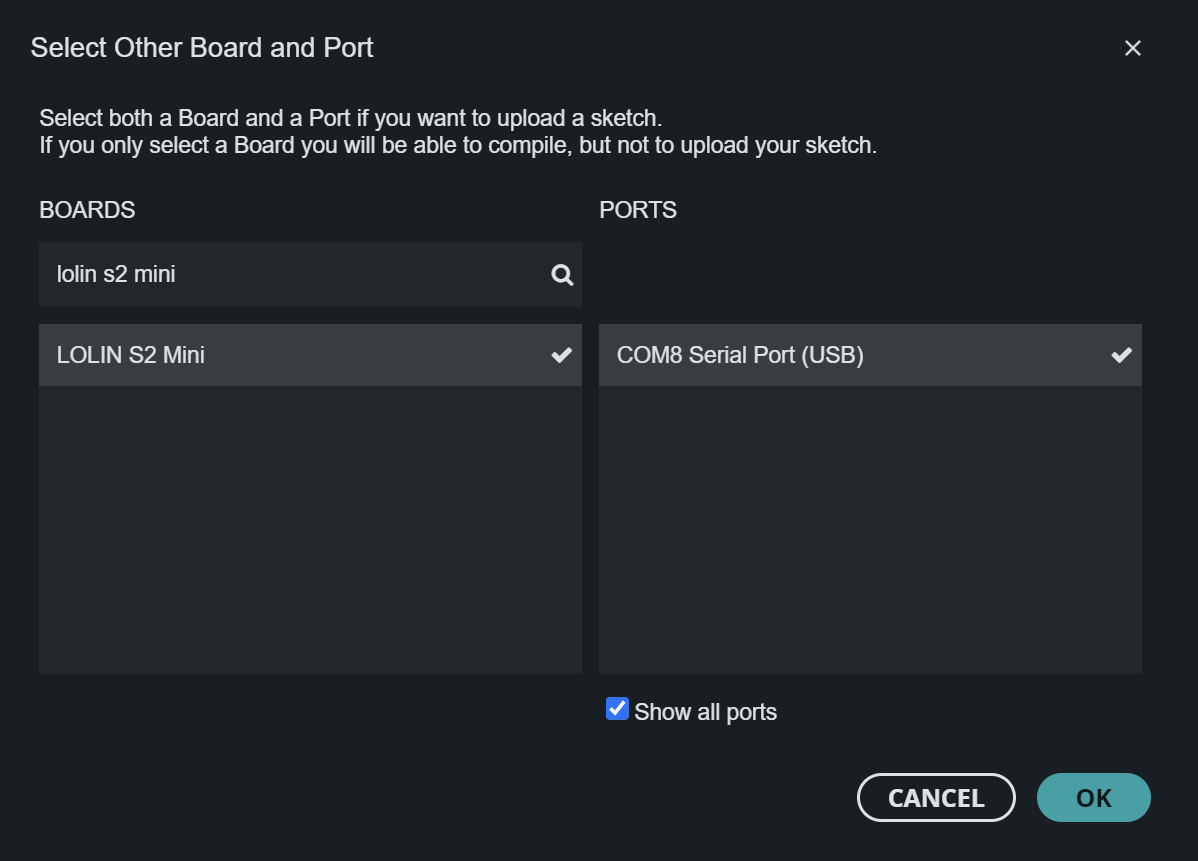 Select Other Board and Port
Select both a Board and a Port if you want to upload a sketch.
If you only select a Board you will be able to compile, but not to upload your sketch.
BOARDS
PORTS
lolin s2 mini
LOLIN S2 Mini
COM8 Serial Port (USB)
Show all ports
CANCEL
OK